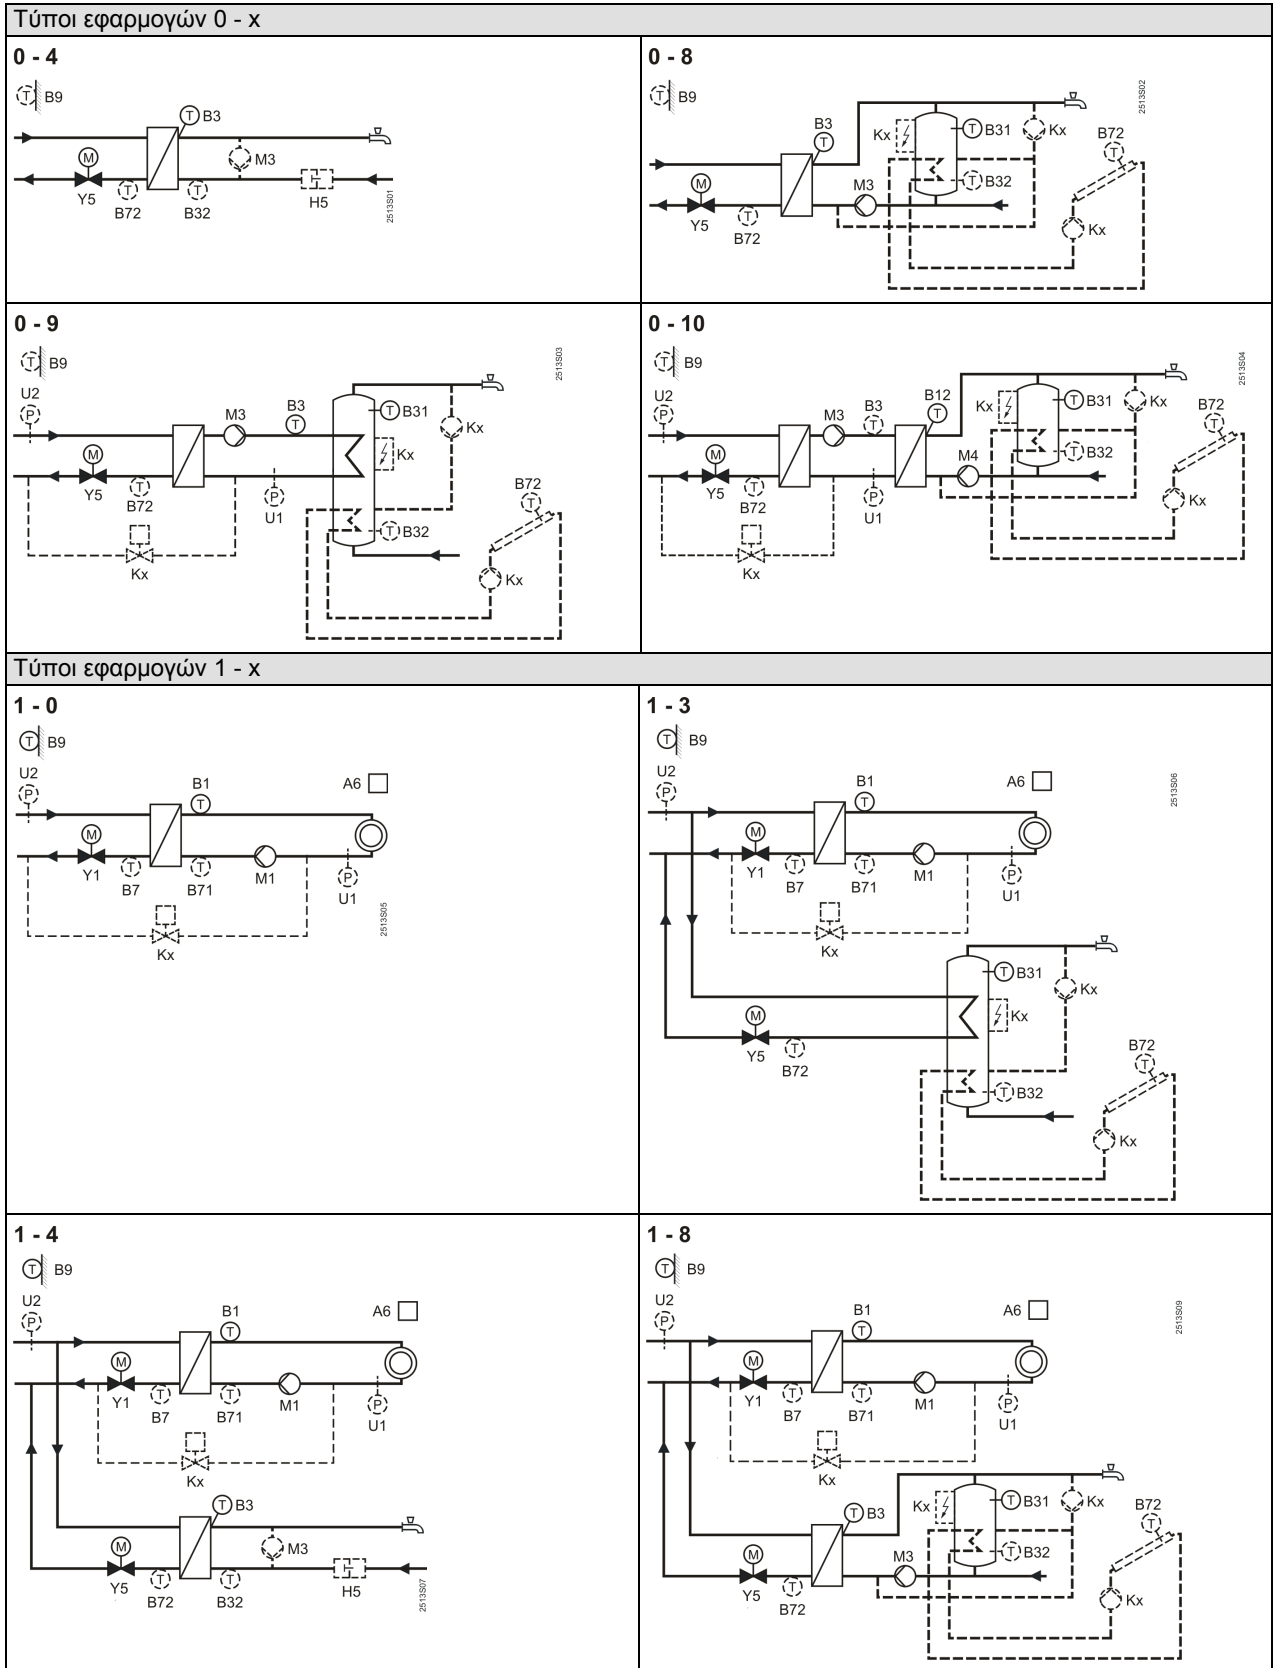 Τύποι εφαρμογών 0 - x
0 - 4
T B9
T B3
M
M3
Y5
T
B72
T
B32
H5
2513S01
0 - 8
T B9
B3
T
Kx
T B31
Kx
B72
T
M
Y5
T
B72
M3
T B32
Kx
2513S02
0 - 9
T B9
U2
P
M3
B3
T
T B31
Kx
Kx
M
Y5
T
B72
P
U1
B72
T
T B32
Kx
Kx
2513S03
0 - 10
T B9
U2
P
M3
B3
T
B12
T
Kx
T B31
Kx
B72
T
M
Y5
T
B72
P
U1
M4
T B32
Kx
Kx
2513S04
Τύποι εφαρμογών 1 - x
1 - 0
T B9
U2
P
B1
T
A6
M
Y1
T
B7
T
B71
M1
P
U1
Kx
2513S05
1 - 3
T B9
U2
P
B1
T
A6
2513S06
M
Y1
T
B7
T
B71
M1
P
U1
Kx
T B31
Kx
Kx
M
Y5
T
B72
B72
T
T B32
Kx
1 - 4
T B9
U2
P
B1
T
A6
M
Y1
T
B7
T
B71
M1
P
U1
Kx
T B3
M
M3
Y5
T
B72
T
B32
H5
2513S07
1 - 8
T B9
U2
P
B1
T
A6
2513S09
M
Y1
T
B7
T
B71
M1
P
U1
Kx
T B3
Kx
T B31
Kx
B72
T
M
Y5
T
B72
M3
T B32
Kx